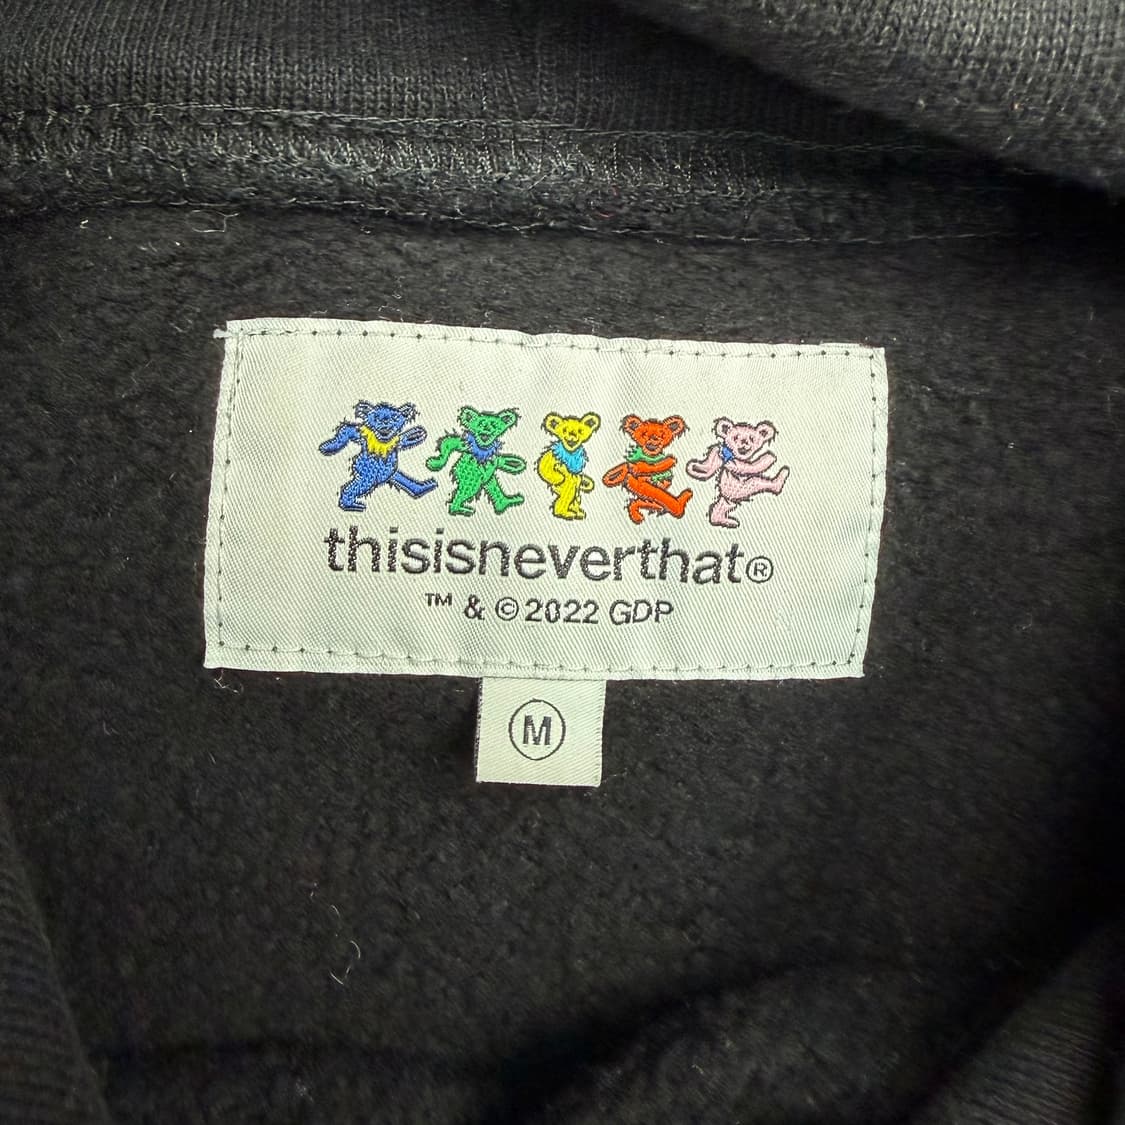 thisisneverthat®
™ & © 2022 GDP
M